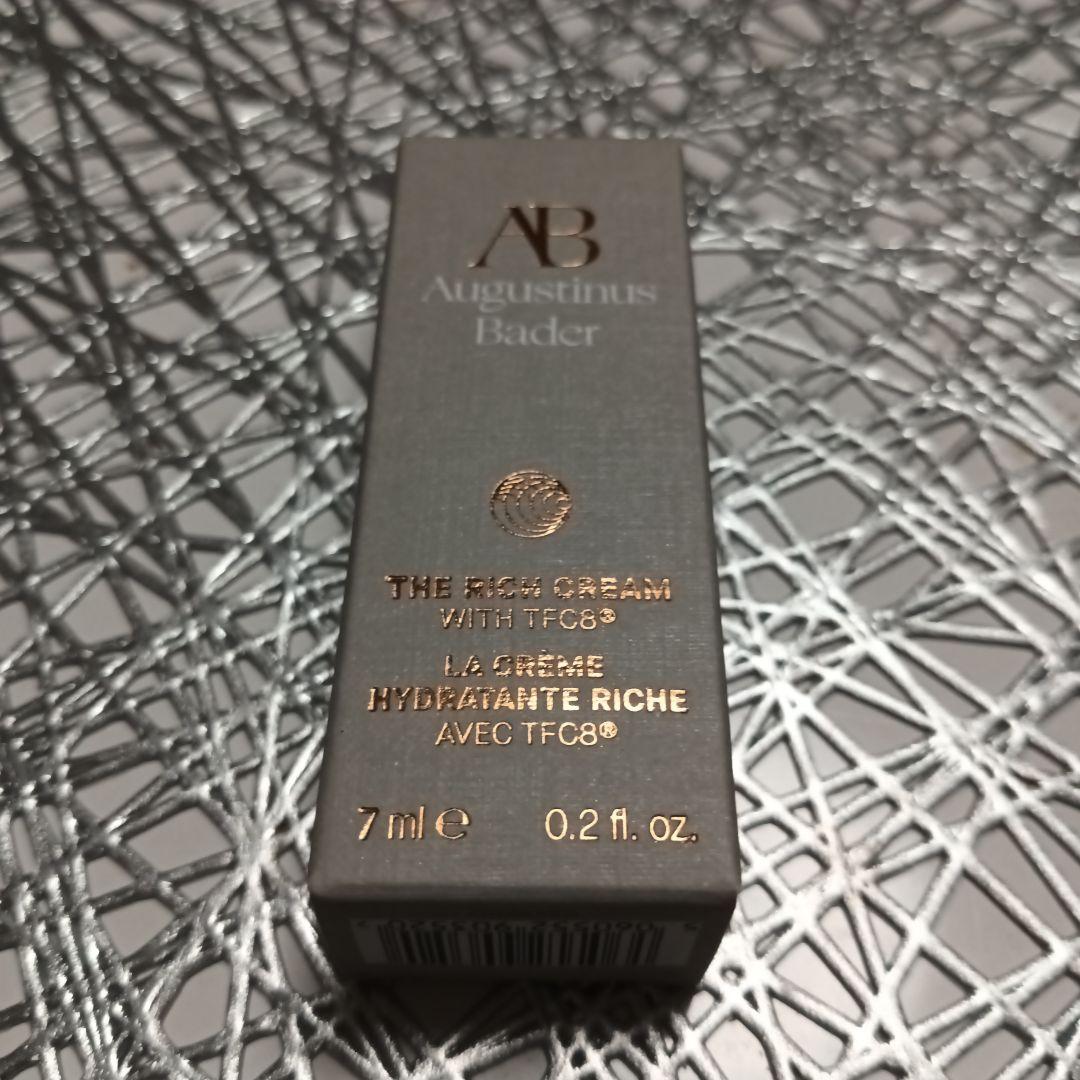 AB
Augustinus
Bader
THE RICH CREAM
WITH TFC8®
LA CRÈME
HYDRATANTE RICHE
AVEC TFC8®
7 ml ℮ 0.2 fl. oz.